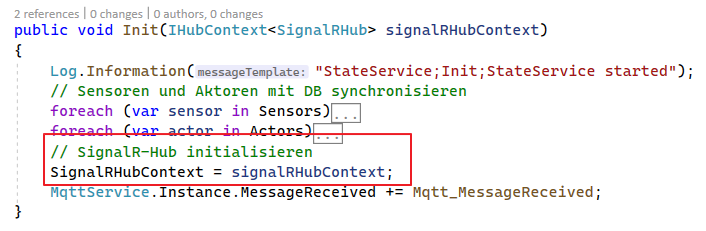 2 references | 0 changes | 0 authors, 0 changes
public void Init(IHubContext<SignalRHub> signalRHubContext)
{
Log.Information(messageTemplate: "StateService;Init;StateService started");
// Sensoren und Aktoren mit DB synchronisieren
foreach (var sensor in Sensors)...
foreach (var actor in Actors)...
// SignalR-Hub initialisieren
SignalRHubContext = signalRHubContext;
MqttService.Instance.MessageReceived += Mqtt_MessageReceived;
}